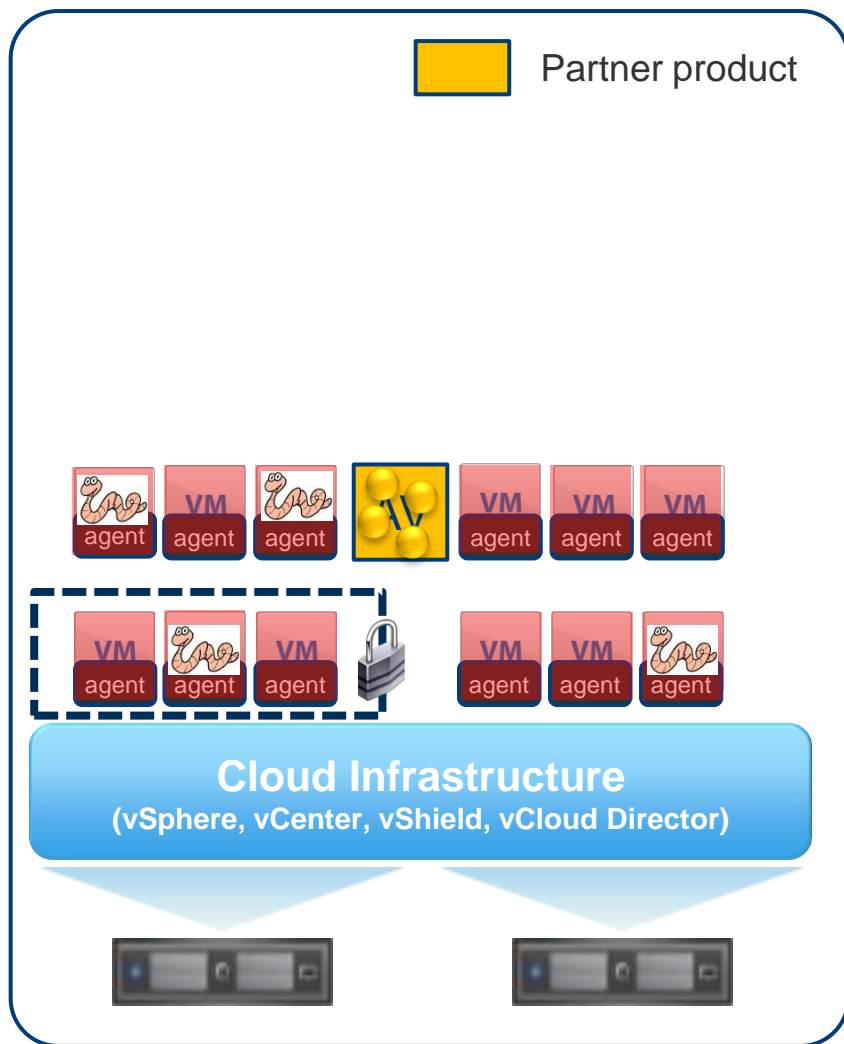 Partner product
VM VM VM VM
AV
agent agent agent agent agent agent
VM VM VM VM
agent agent agent agent agent agent
Cloud Infrastructure
(vSphere, vCenter, vShield, vCloud Director)